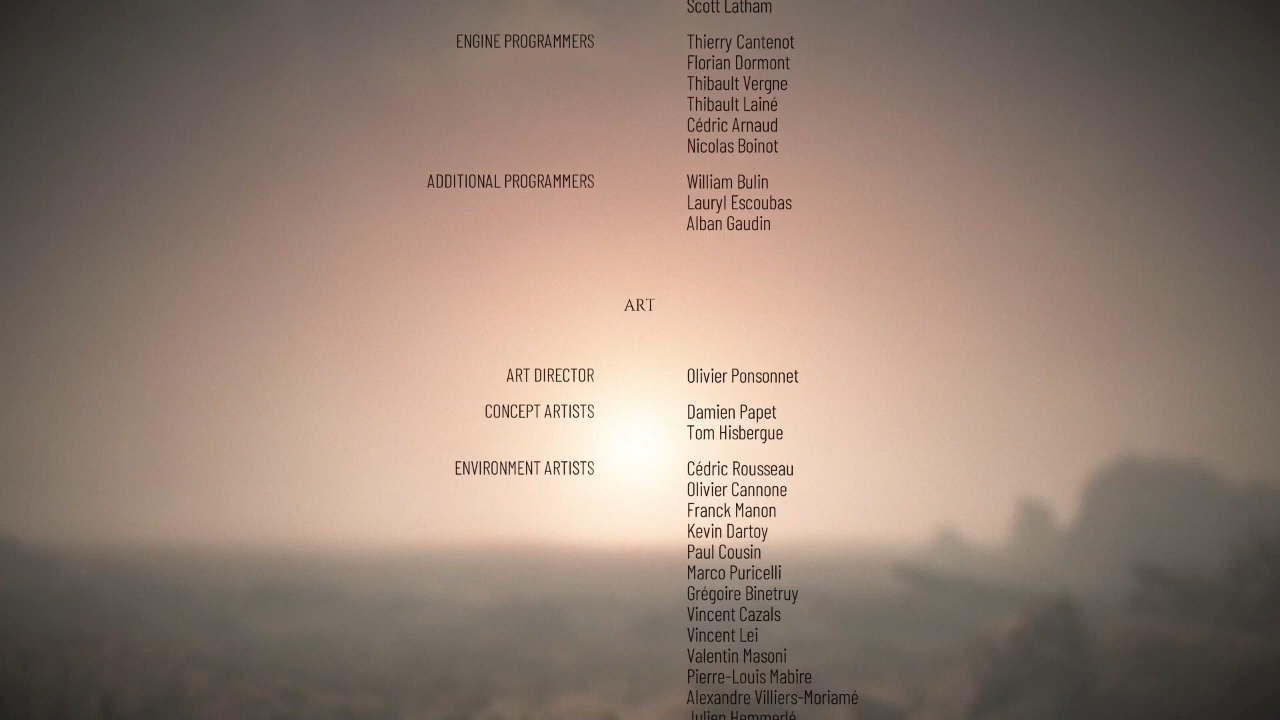 Scott Latham
ENGINE PROGRAMMERS Thierry Cantenot
Florian Dormont
Thibault Vergne
Thibault Lainé
Cédric Arnaud
Nicolas Boinot
ADDITIONAL PROGRAMMERS William Bulin
Lauryl Escoubas
Alban Gaudin
ART
ART DIRECTOR Olivier Ponsonnet
CONCEPT ARTISTS Damien Papet
Tom Hisbergue
ENVIRONMENT ARTISTS Cédric Rousseau
Olivier Cannone
Franck Manon
Kevin Dartoy
Paul Cousin
Marco Puricelli
Grégoire Binetruy
Vincent Cazals
Vincent Lei
Valentin Masoni
Pierre-Louis Mabire
Alexandre Villiers-Moriamé
Julien Hemmerlé